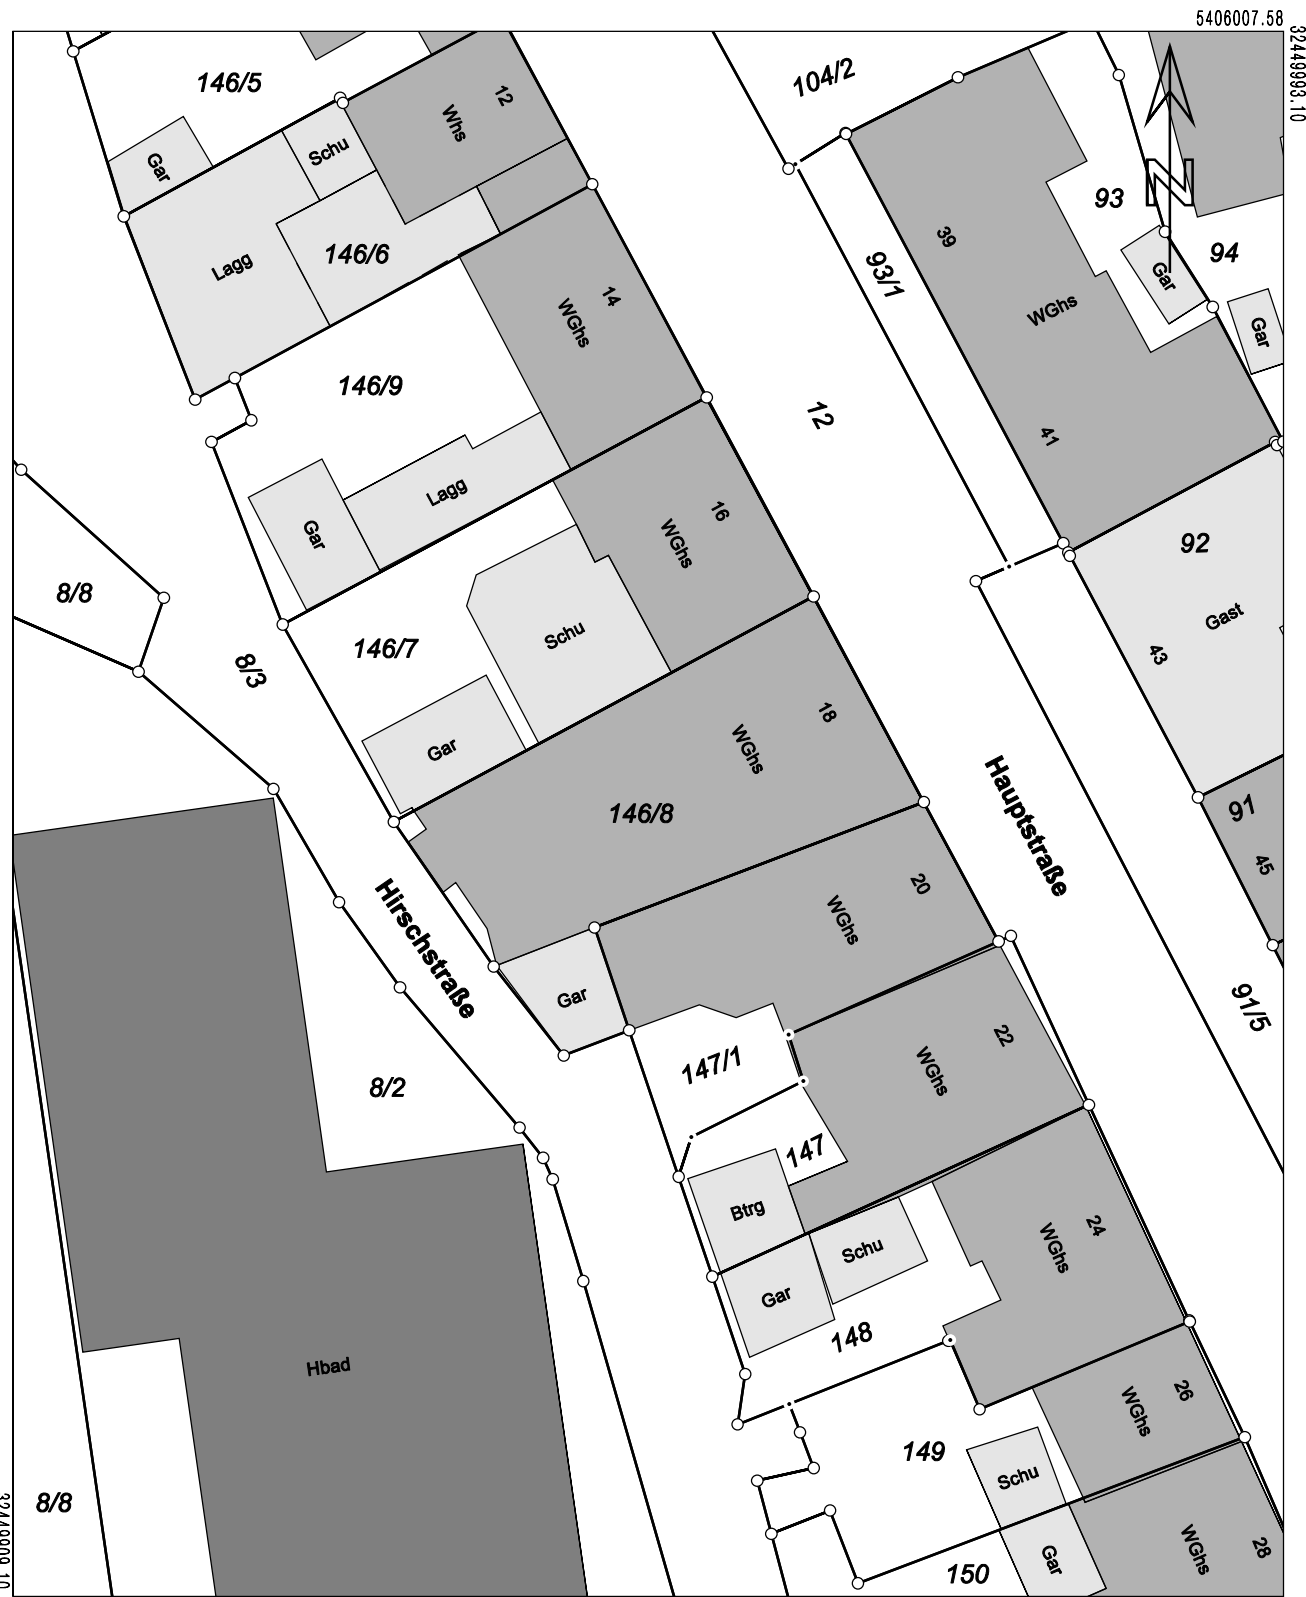 5406007.58
32449993.10
104/2
146/5
12
Whs
Schu
Gar
93
39
94
N
146/6
Lagg
93/1
Gar
14
WGhs
WGhs
Gar
146/9
12
41
Lagg
16
Gar
WGhs
92
8/8
Gast
Schu
146/7
43
8/3
18
Gar
WGhs
146/8
Hauptstraße
91
45
20
WGhs
Hirschstraße
Gar
91/5
22
147/1
WGhs
8/2
147
Btrg
24
Schu
WGhs
Gar
148
Hbad
26
WGhs
149
Schu
8/8
28
WGhs
Gar
150